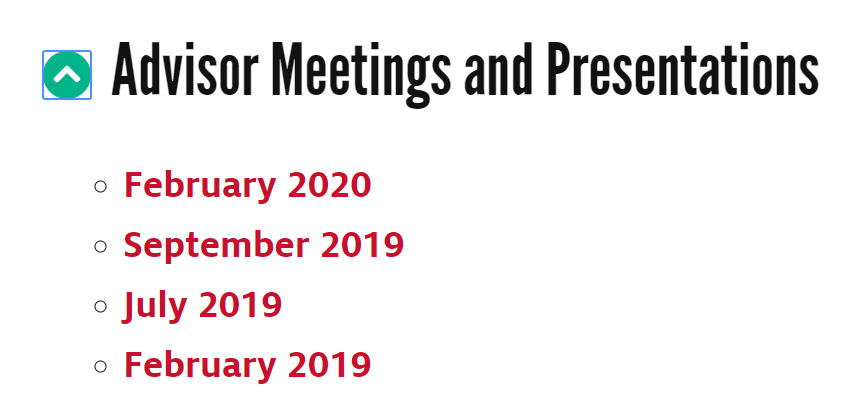 Advisor Meetings and Presentations
February 2020
September 2019
July 2019
February 2019